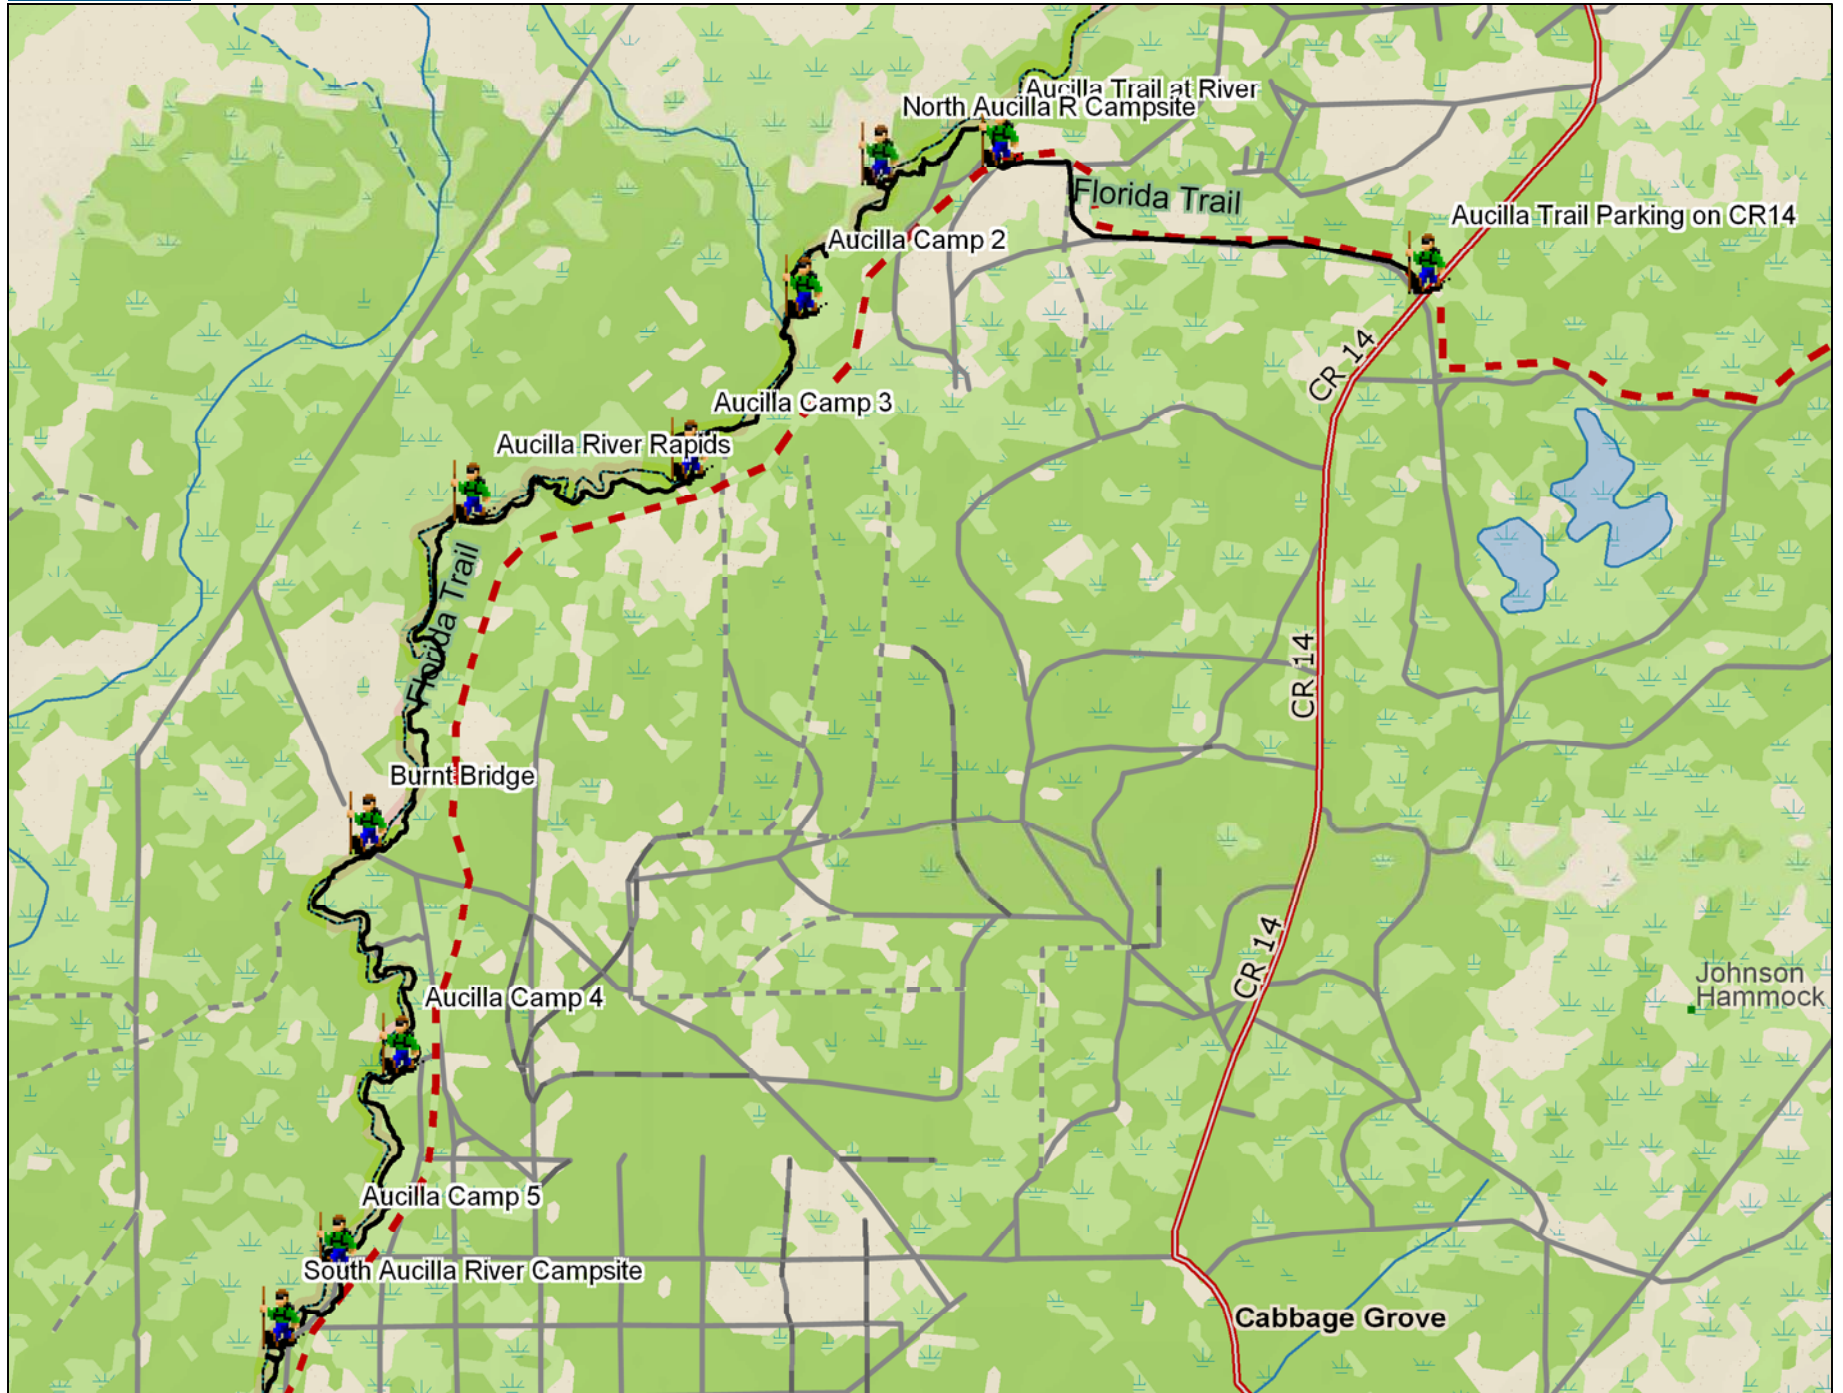 Aucilla Trail at River
North Aucilla R Campsite
Florida Trail
Aucilla Trail Parking on CR14
Aucilla Camp 2
CR 14
Aucilla Camp 3
Aucilla River Rapids
Florida Trail
CR 14
Burnt Bridge
CR 14
Johnson
Hammock
Aucilla Camp 4
Aucilla Camp 5
South Aucilla River Campsite
Cabbage Grove